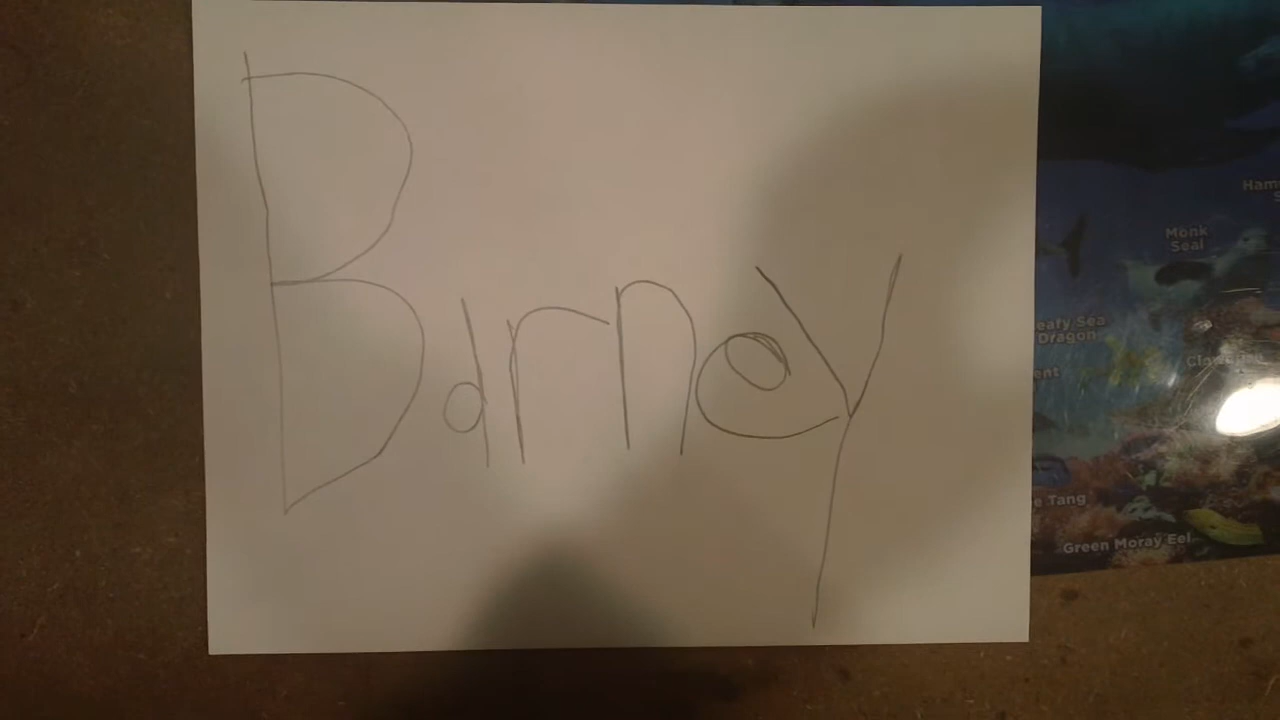 Barney
Monk
Seal
Dragon
Tang
Green Moray Eel